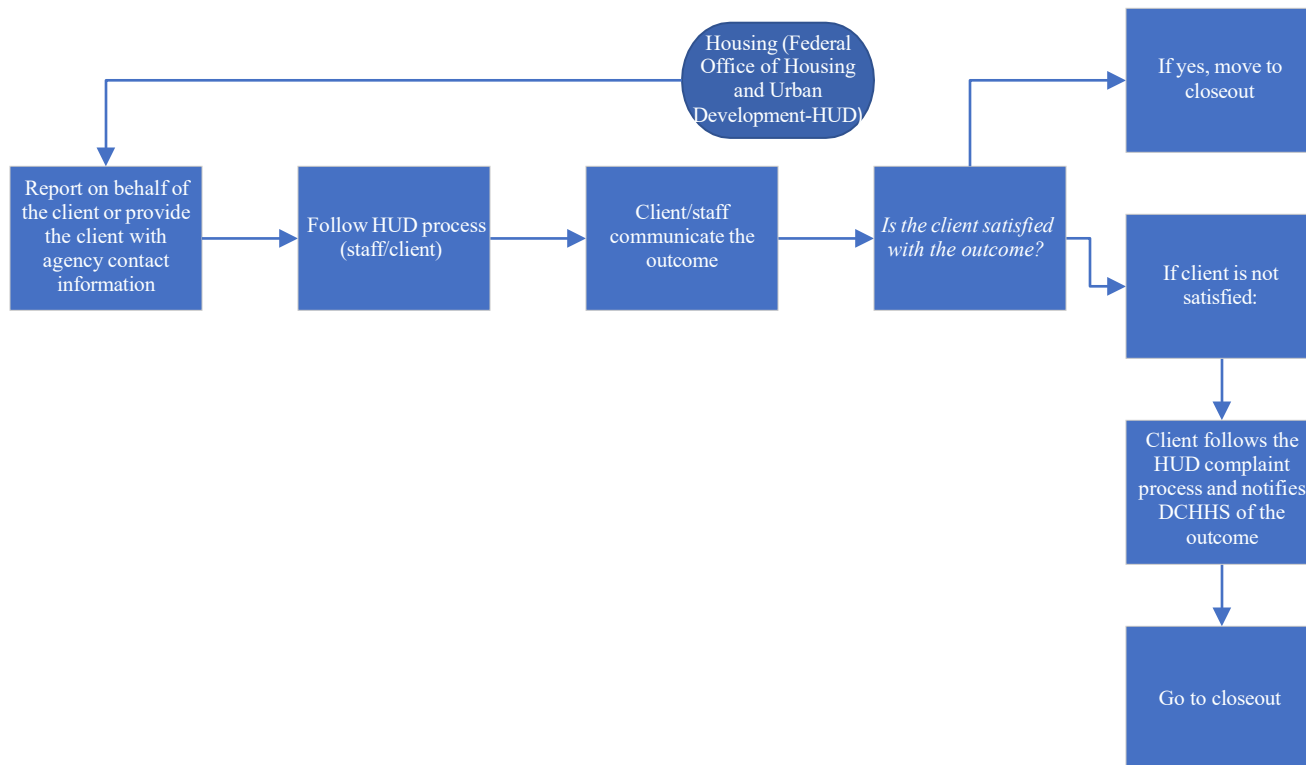 Housing (Federal
Office of Housing
and Urban
Development-HUD)
If yes, move to
closeout
Report on behalf of
the client or provide
the client with
agency contact
information
Follow HUD process
(staff/client)
Client/staff
communicate the
outcome
Is the client satisfied
with the outcome?
If client is not
satisfied:
Client follows the
HUD complaint
process and notifies
DCHHS of the
outcome
Go to closeout